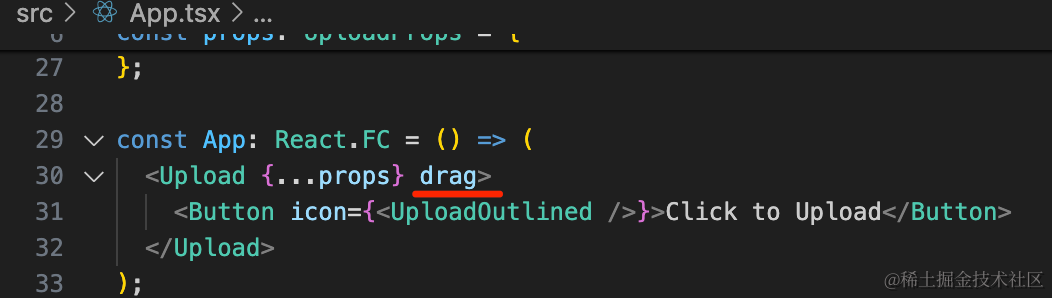 src > App.tsx > ...
6 const props: UploadProps = {
27 };
28
29 const App: React.FC = () => (
30 <Upload {...props} drag>
31 <Button icon={<UploadOutlined />}>Click to Upload</Button>
32 </Upload>
33 );
@稀土掘金技术社区